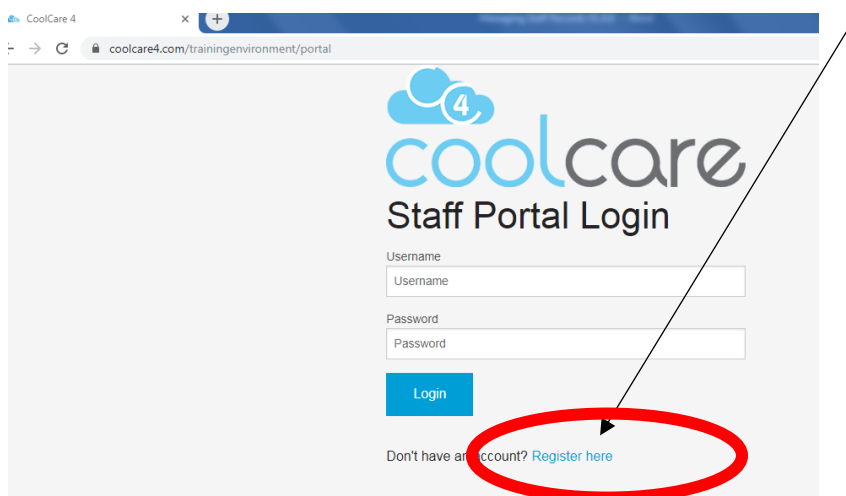 CoolCare 4
coolcare4.com/trainingenvironment/portal
4
coolcare
Staff Portal Login
Username
Username
Password
Password
Login
Don't have an account? Register here